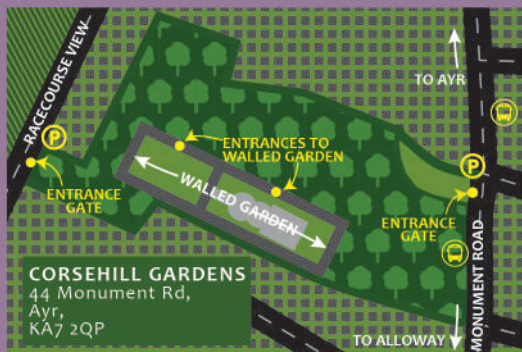 RACECOURSE VIEW
P
ENTRANCE
GATE
ENTRANCES TO
WALLED GARDEN
WALLED GARDEN
TO AYR
P
ENTRANCE
GATE
MONUMENT ROAD
CORSEHILL GARDENS
44 Monument Rd,
Ayr,
KA7 2QP
TO ALLOWAY